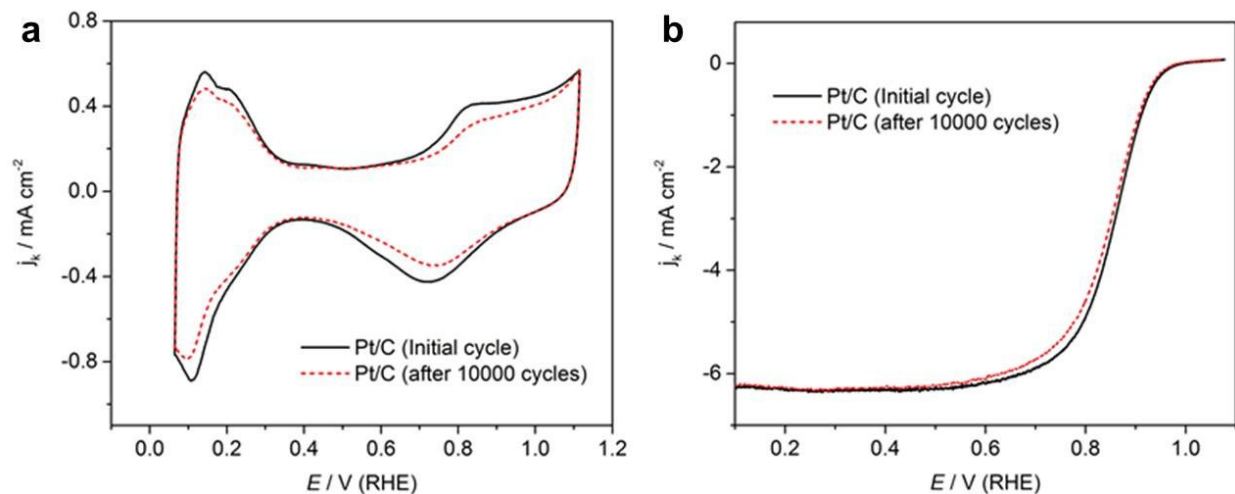 a
0.8
0.4
0.0
-0.4
-0.8
j_k / mA cm⁻²
Pt/C (Initial cycle)
Pt/C (after 10000 cycles)
0.0 0.2 0.4 0.6 0.8 1.0 1.2
E / V (RHE)
b
0
-2
-4
-6
j_k / mA cm⁻²
Pt/C (Initial cycle)
Pt/C (after 10000 cycles)
0.2 0.4 0.6 0.8 1.0
E / V (RHE)